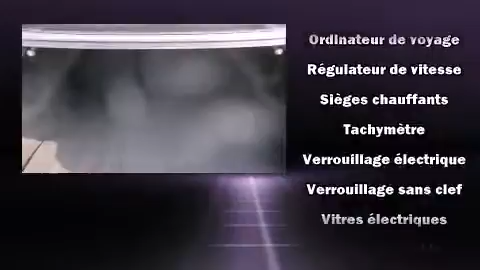 Ordinateur de voyage
Régulateur de vitesse
Sièges chauffants
Tachymètre
Verrouillage électrique
Verrouillage sans clef
Vitres électriques